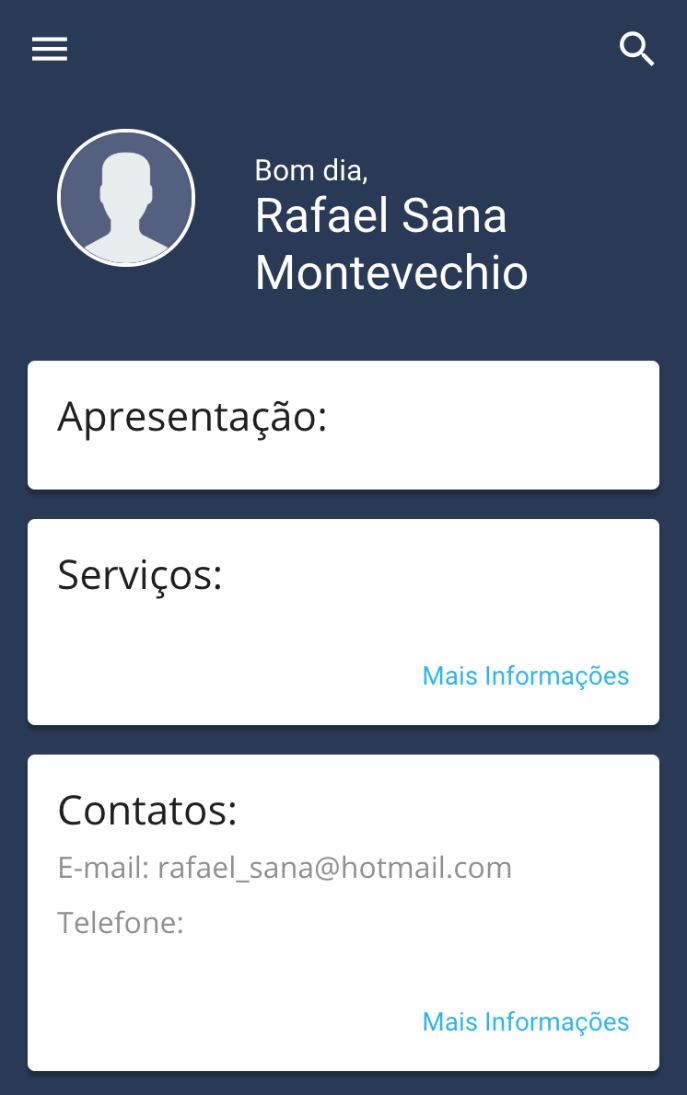 Bom dia,
Rafael Sana
Montevechio
Apresentação:
Serviços:
Mais Informações
Contatos:
E-mail: rafael_sana@hotmail.com
Telefone:
Mais Informações